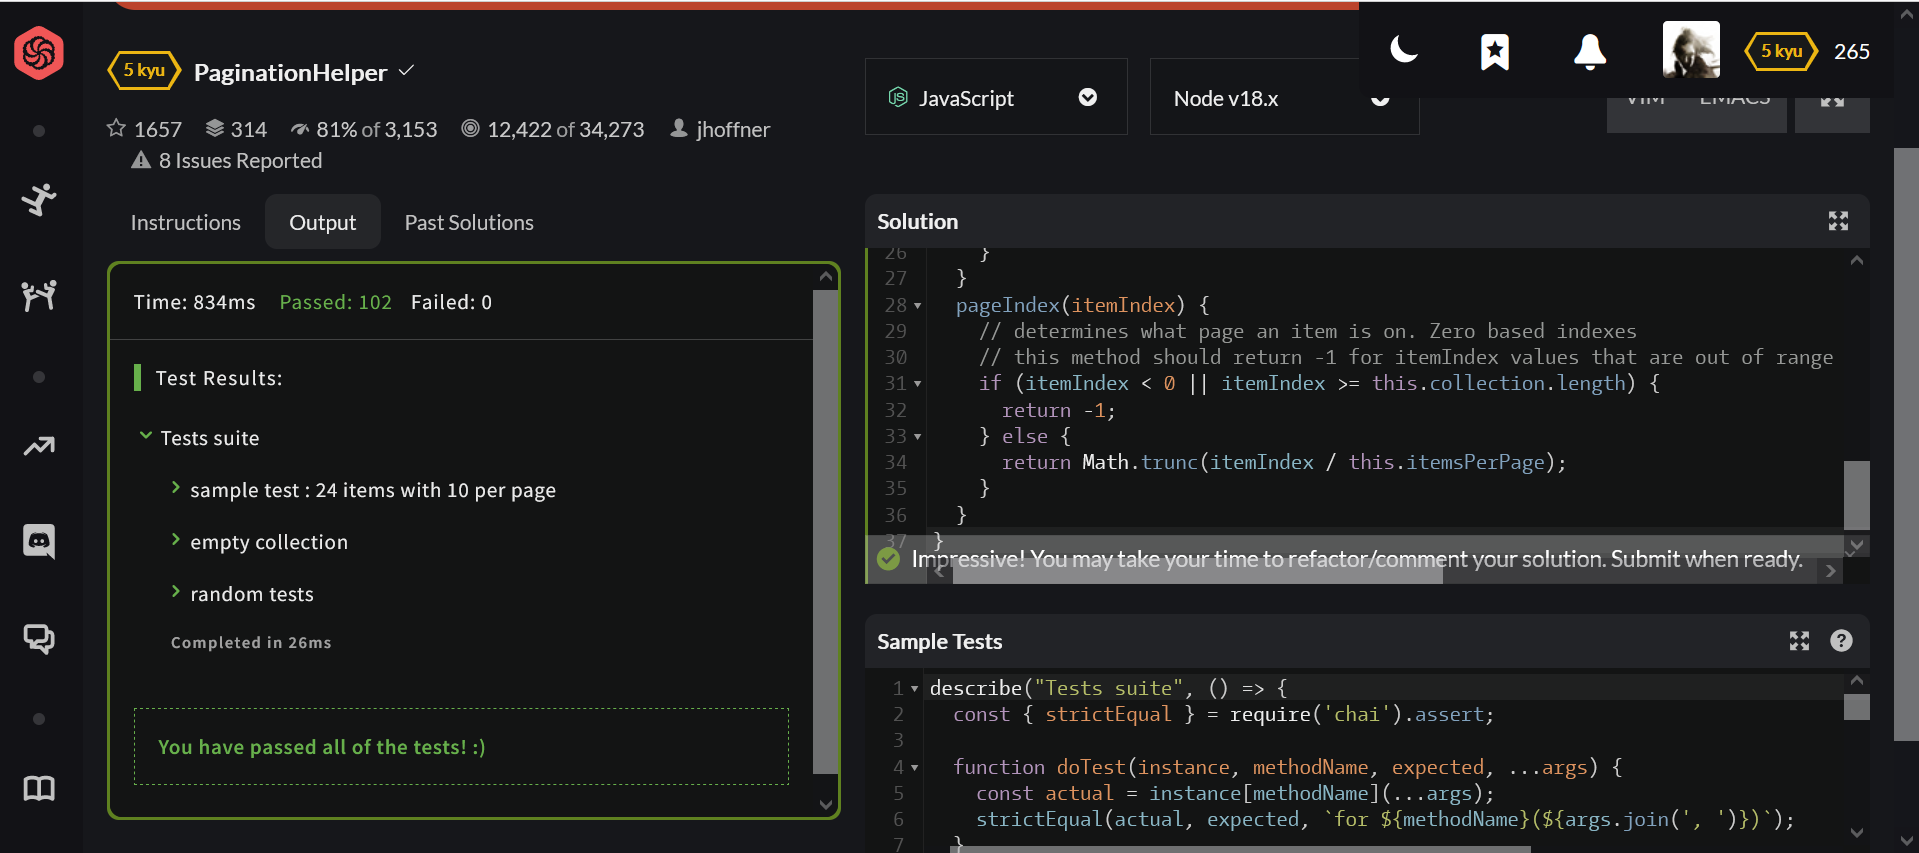 5 kyu PaginationHelper
1657 314 81% of 3,153 12,422 of 34,273 jhoffner
8 Issues Reported
JavaScript
Node v18.x
VIM EMACS
5 kyu 265
Instructions Output Past Solutions
Time: 834ms Passed: 102 Failed: 0
Test Results:
Tests suite
sample test : 24 items with 10 per page
empty collection
random tests
Completed in 26ms
You have passed all of the tests! :)
Solution
26     }
27   }
28   pageIndex(itemIndex) {
29     // determines what page an item is on. Zero based indexes
30     // this method should return -1 for itemIndex values that are out of range
31     if (itemIndex < 0 || itemIndex >= this.collection.length) {
32       return -1;
33     } else {
34       return Math.trunc(itemIndex / this.itemsPerPage);
35     }
36   }
37 }
Impressive! You may take your time to refactor/comment your solution. Submit when ready.
Sample Tests
1 describe("Tests suite", () => {
2   const { strictEqual } = require('chai').assert;
3
4   function doTest(instance, methodName, expected, ...args) {
5     const actual = instance[methodName](...args);
6     strictEqual(actual, expected, `for ${methodName}(${args.join(', ')})`);
7   }